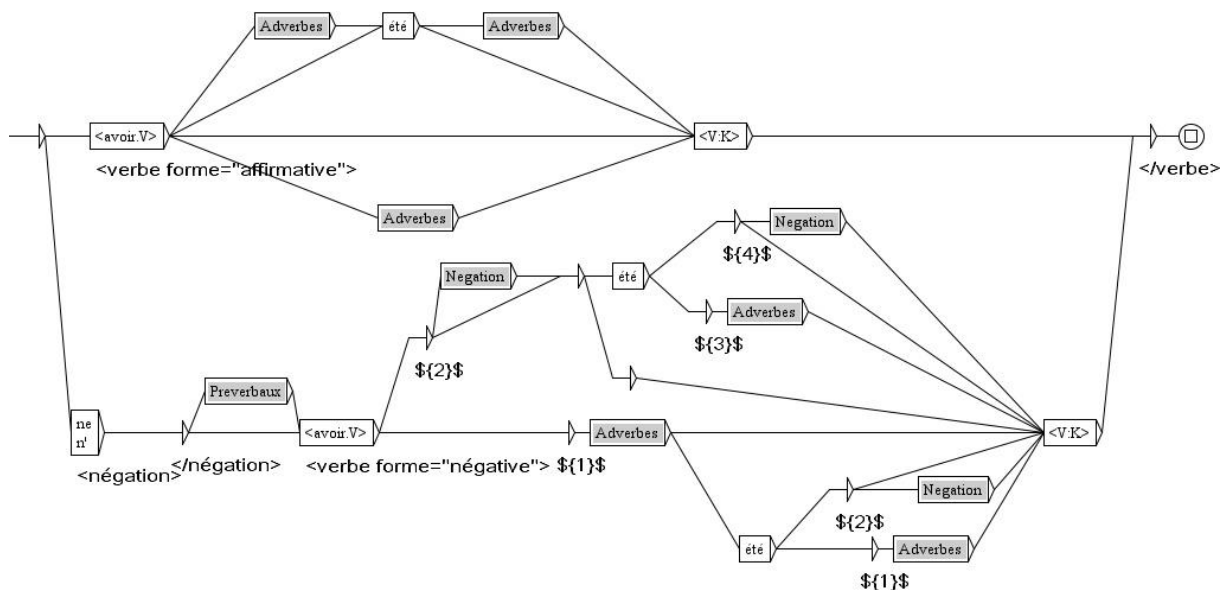 Adverbes été Adverbes
<avoir.V> <V:K>
<verbe forme="affirmative"> </verbe>
Adverbes
Negation
${4}$
Negation été
Adverbes
${3}$
${2}$
Preverbaux
ne
n'
<avoir.V> Adverbes <V:K>
<négation> </négation> <verbe forme="négative"> ${1}$
Negation
${2}$
été Adverbes
${1}$